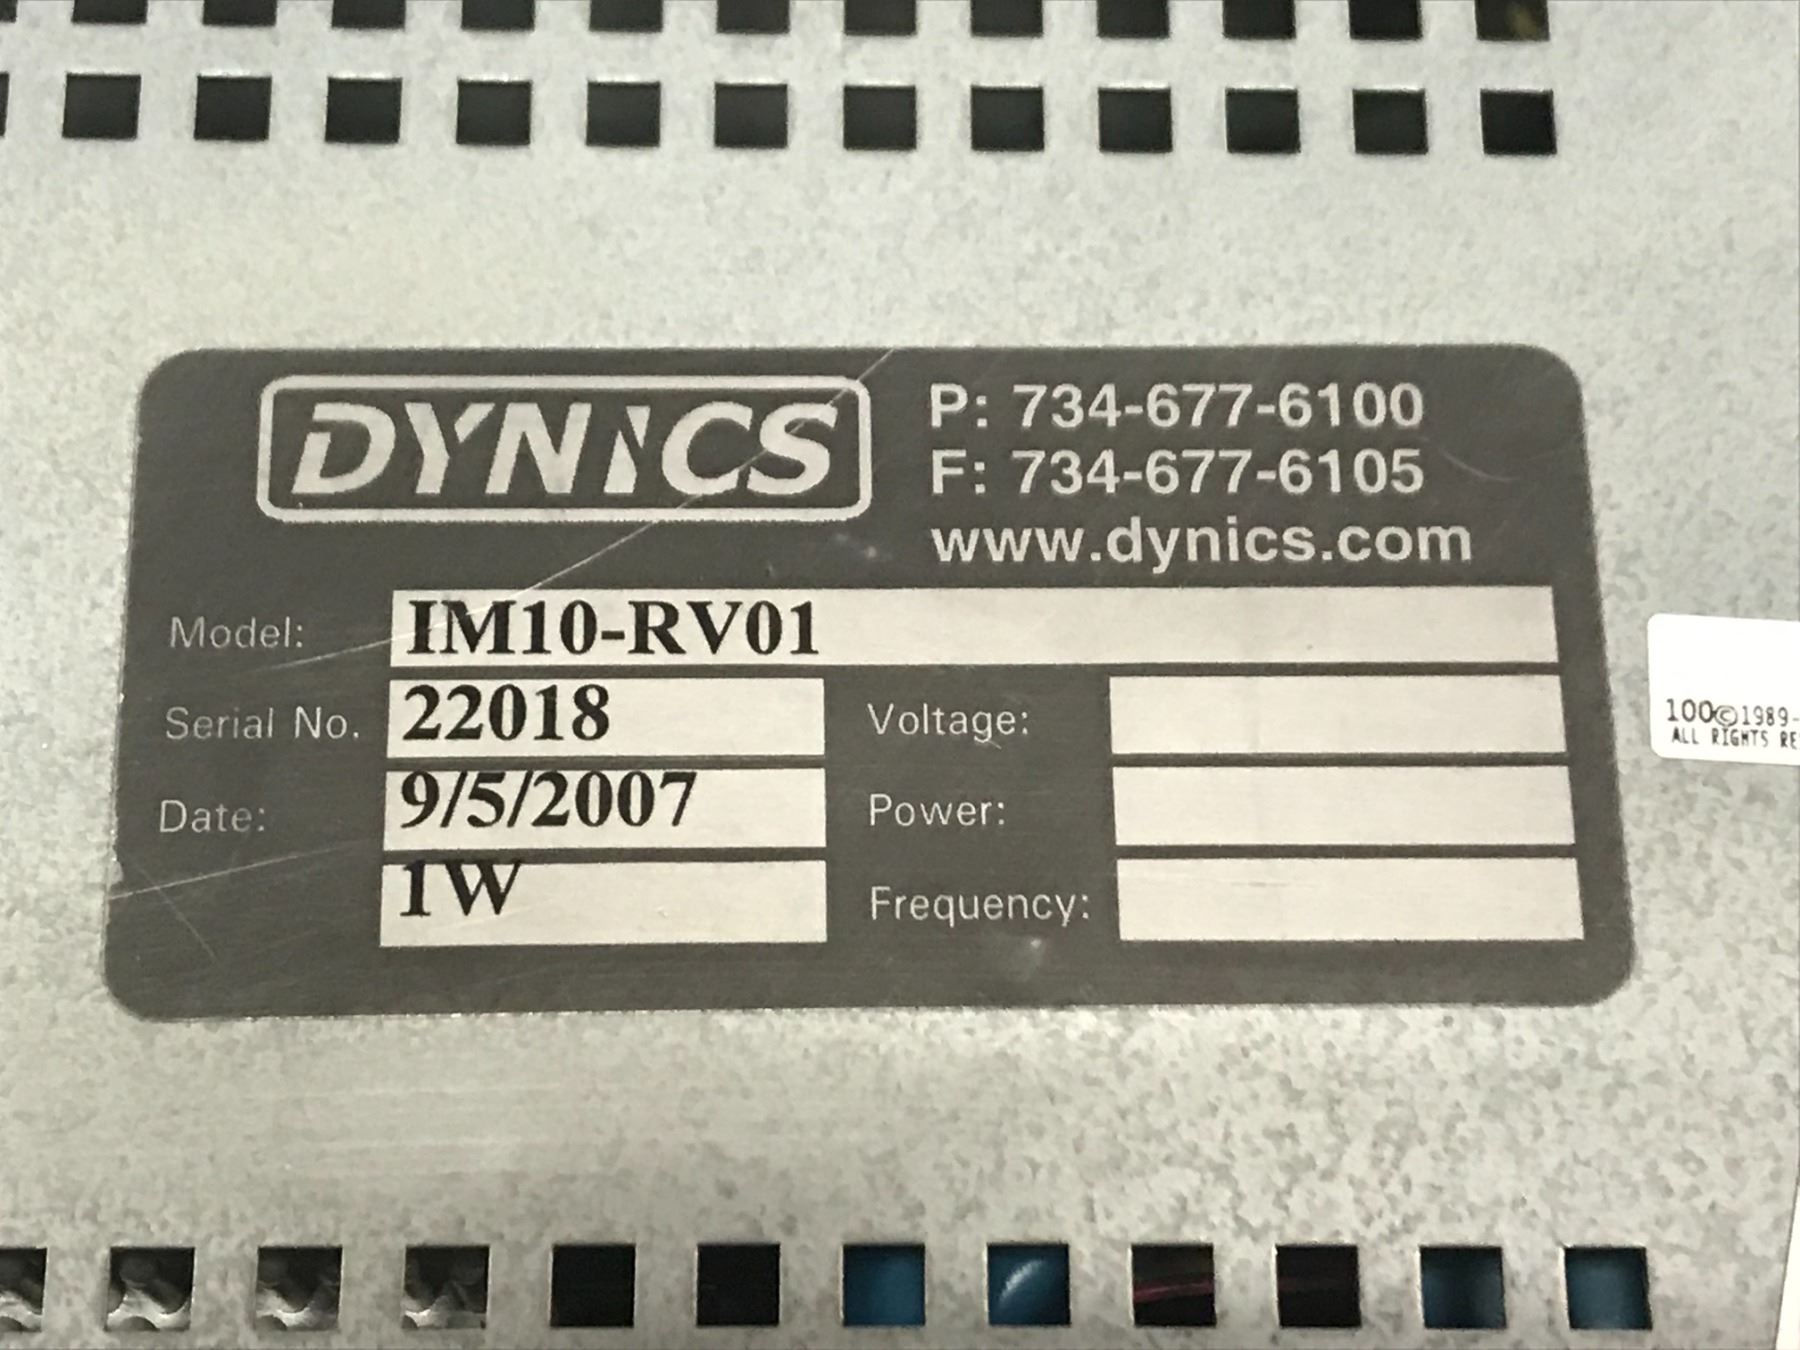 DYNICS
P: 734-677-6100
F: 734-677-6105
www.dynics.com
Model: IM10-RV01
Serial No. 22018 Voltage:
Date: 9/5/2007 Power:
1W Frequency:
100©1989-
ALL RIGHTS RE